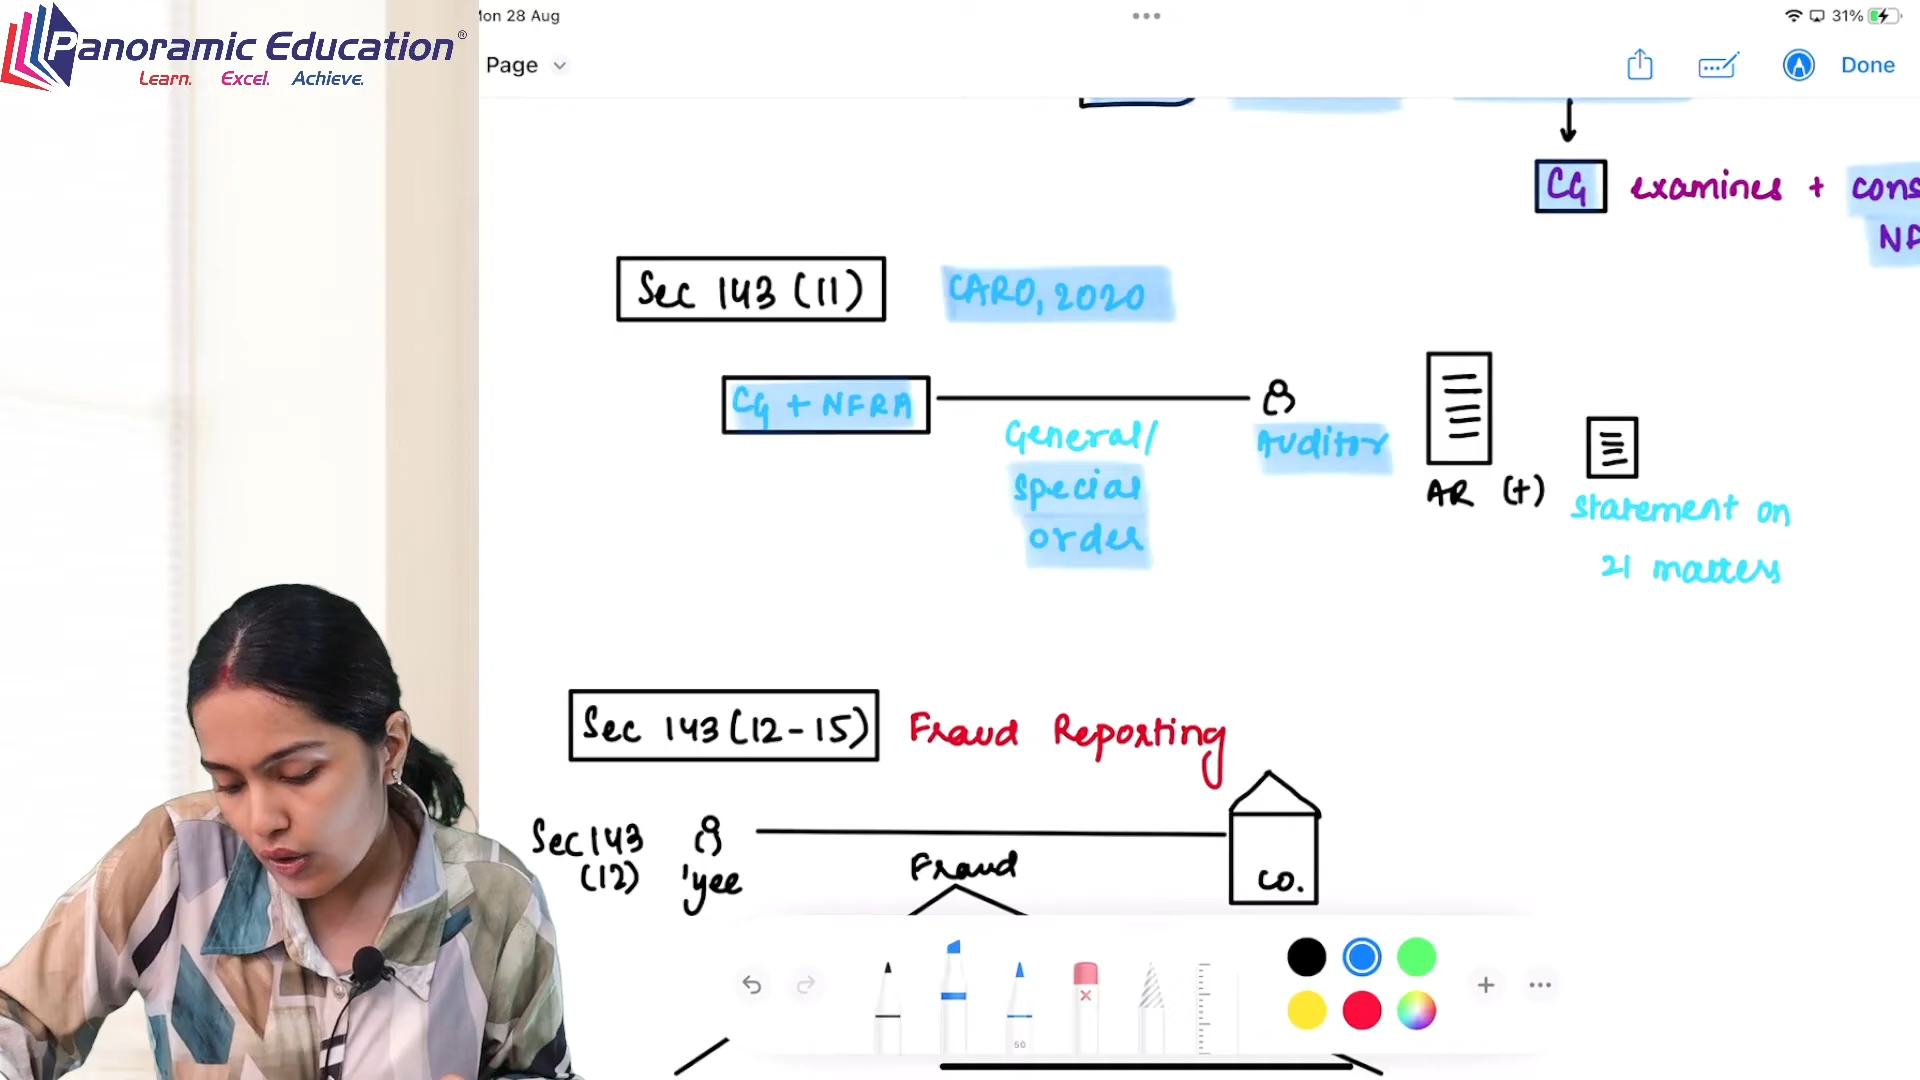 Panoramic Education®
Learn. Excel. Achieve.
Mon 28 Aug
31%
Page
Done
CG examines +
Sec 143 (11) CARO, 2020
CG + NFRA
General/
Special
order
Auditor
AR (+)
Statement on
21 matters
Sec 143 (12-15) Fraud Reporting
Sec 143
(12)
'yee
Fraud
CO.
50